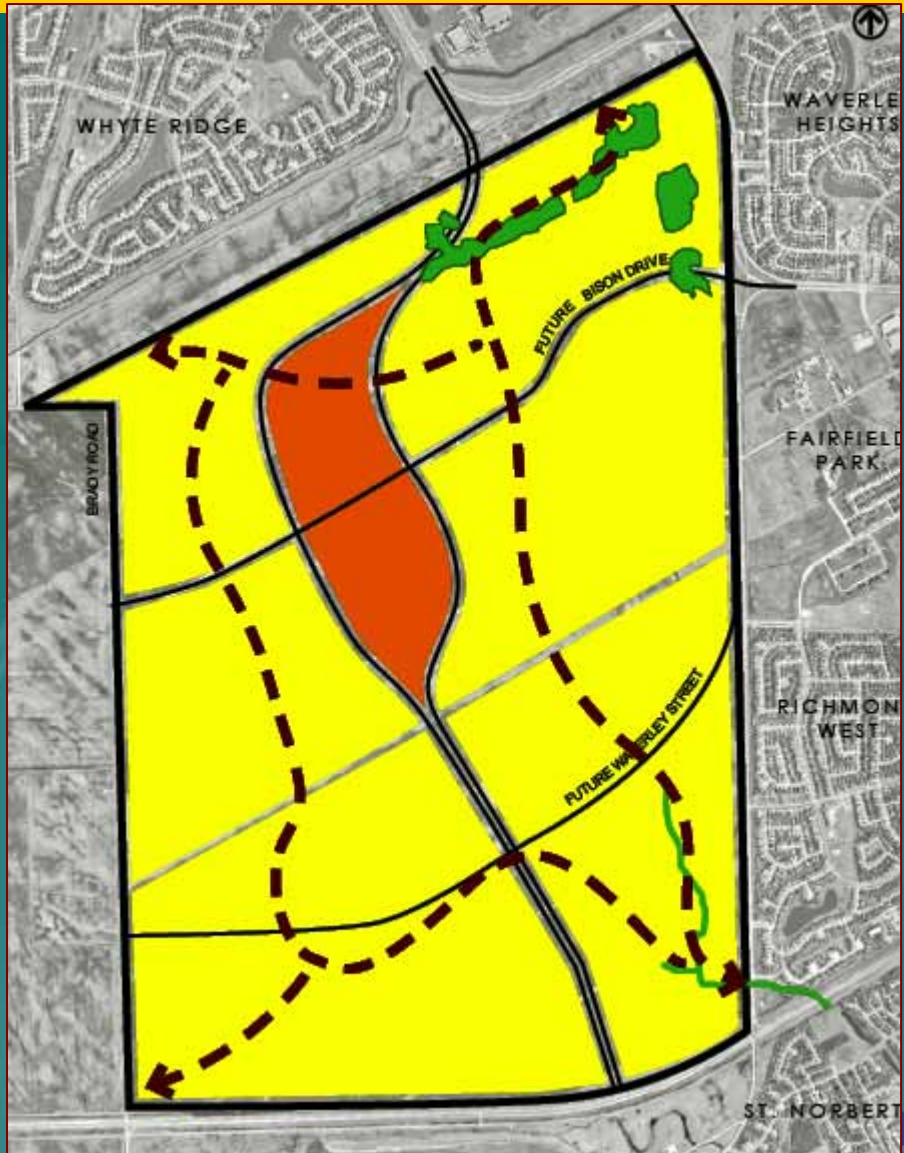 WHYTE RIDGE
WAVERLE
HEIGHTS
FUTURE BISON DRIVE
BRADY ROAD
FAIRFIELD
PARK
FUTURE WAVERLEY STREET
RICHMON
WEST
ST. NORBERT